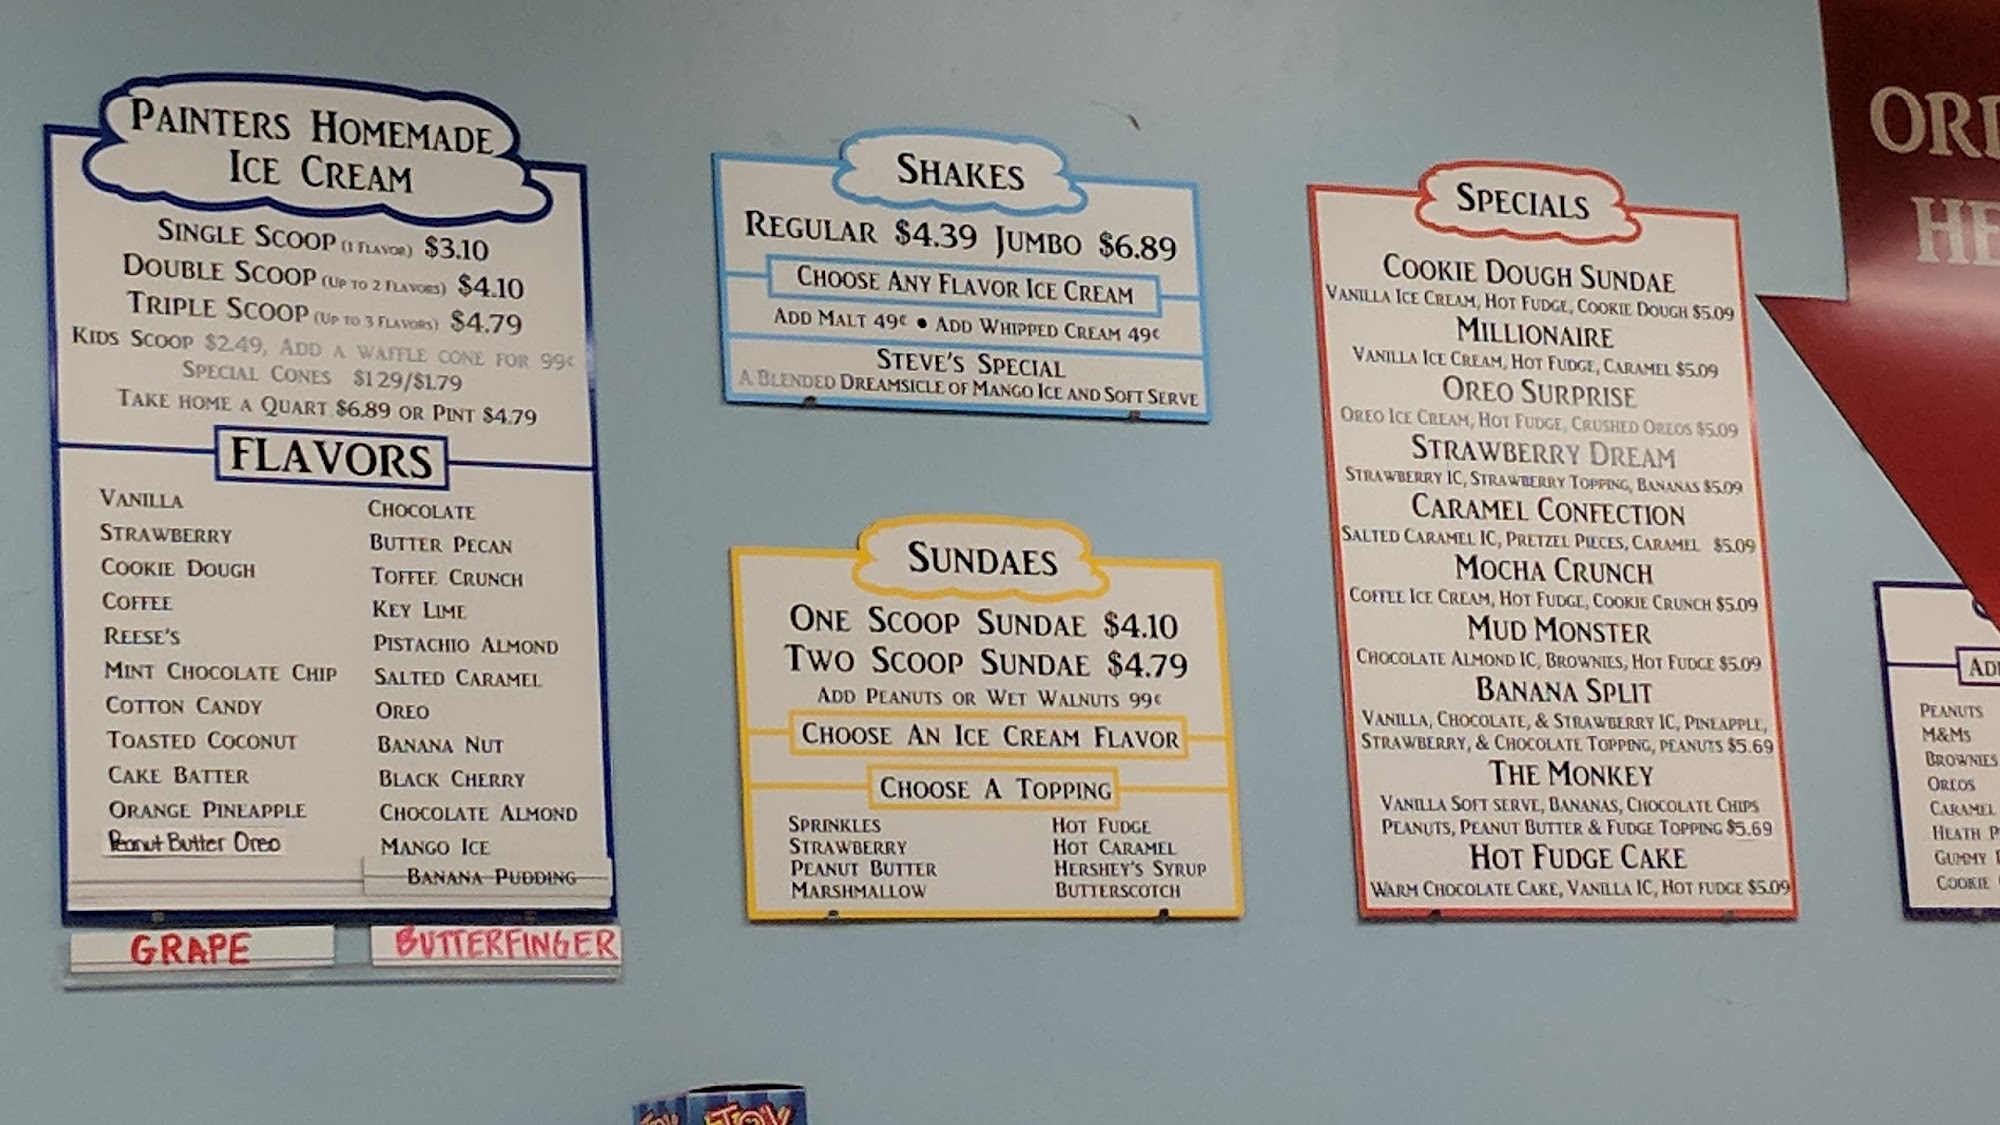 PAINTERS HOMEMADE
ICE CREAM
SINGLE SCOOP (1 FLAVOR) $3.10
DOUBLE SCOOP (UP TO 2 FLAVORS) $4.10
TRIPLE SCOOP (UP TO 3 FLAVORS) $4.79
KIDS SCOOP $2.49, ADD A WAFFLE CONE FOR 99¢
SPECIAL CONES $1.29/$1.79
TAKE HOME A QUART $6.89 OR PINT $4.79
FLAVORS
VANILLA
STRAWBERRY
COOKIE DOUGH
COFFEE
REESE'S
MINT CHOCOLATE CHIP
COTTON CANDY
TOASTED COCONUT
CAKE BATTER
ORANGE PINEAPPLE
Peanut Butter Oreo
CHOCOLATE
BUTTER PECAN
TOFFEE CRUNCH
KEY LIME
PISTACHIO ALMOND
SALTED CARAMEL
OREO
BANANA NUT
BLACK CHERRY
CHOCOLATE ALMOND
MANGO ICE
BANANA PUDDING
GRAPE
BUTTERFINGER
SHAKES
REGULAR $4.39 JUMBO $6.89
CHOOSE ANY FLAVOR ICE CREAM
ADD MALT 49¢ • ADD WHIPPED CREAM 49¢
STEVE'S SPECIAL
A BLENDED DREAMSICLE OF MANGO ICE AND SOFT SERVE
SUNDAES
ONE SCOOP SUNDAE $4.10
TWO SCOOP SUNDAE $4.79
ADD PEANUTS OR WET WALNUTS 99¢
CHOOSE AN ICE CREAM FLAVOR
CHOOSE A TOPPING
SPRINKLES
STRAWBERRY
PEANUT BUTTER
MARSHMALLOW
HOT FUDGE
HOT CARAMEL
HERSHEY'S SYRUP
BUTTERSCOTCH
SPECIALS
COOKIE DOUGH SUNDAE
VANILLA ICE CREAM, HOT FUDGE, COOKIE DOUGH $5.09
MILLIONAIRE
VANILLA ICE CREAM, HOT FUDGE, CARAMEL $5.09
OREO SURPRISE
OREO ICE CREAM, HOT FUDGE, CRUSHED OREOS $5.09
STRAWBERRY DREAM
STRAWBERRY IC, STRAWBERRY TOPPING, BANANAS $5.09
CARAMEL CONFECTION
SALTED CARAMEL IC, PRETZEL PIECES, CARAMEL $5.09
MOCHA CRUNCH
COFFEE ICE CREAM, HOT FUDGE, COOKIE CRUNCH $5.09
MUD MONSTER
CHOCOLATE ALMOND IC, BROWNIES, HOT FUDGE $5.09
BANANA SPLIT
VANILLA, CHOCOLATE, & STRAWBERRY IC, PINEAPPLE,
STRAWBERRY, & CHOCOLATE TOPPING, PEANUTS $5.69
THE MONKEY
VANILLA SOFT SERVE, BANANAS, CHOCOLATE CHIPS
PEANUTS, PEANUT BUTTER & FUDGE TOPPING $5.69
HOT FUDGE CAKE
WARM CHOCOLATE CAKE, VANILLA IC, HOT FUDGE $5.09
PEANUTS
M&MS
BROWNIES
OREOS
CARAMEL
HEATH
GUMMY
COOKIE
TOY